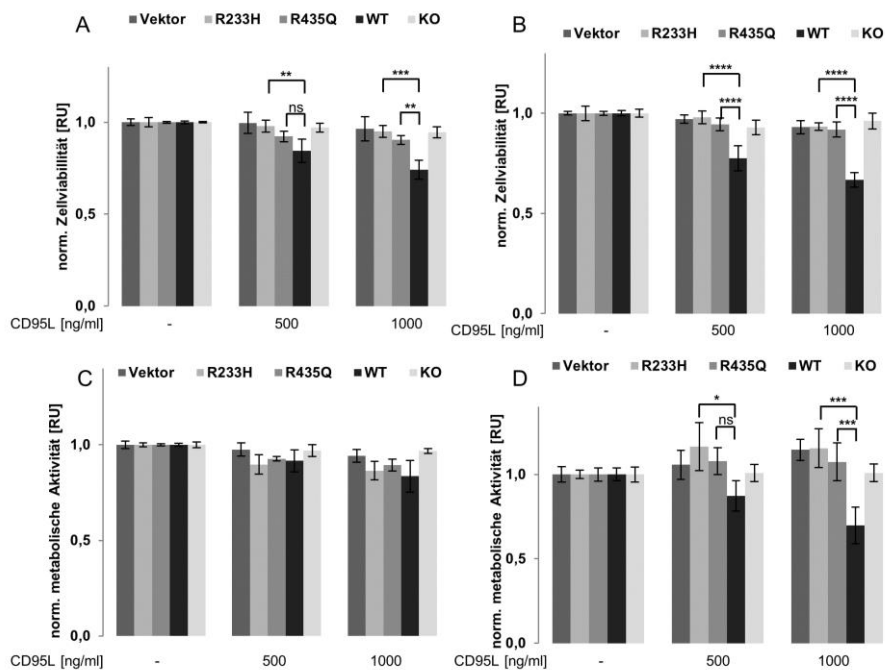 A
■Vektor ■R233H ■R435Q ■WT ■KO
norm. Zellviabillität [RU]
1,0
0,5
0,0
**
ns
***
**
CD95L [ng/ml] - 500 1000
B
■Vektor ■R233H ■R435Q ■WT ■KO
norm. Zellviabilität [RU]
1,0
0,5
0,0
****
****
****
****
CD95L [ng/ml] - 500 1000
C
■Vektor ■R233H ■R435Q ■WT ■KO
norm. metabolische Aktivität [RU]
1,0
0,5
0,0
CD95L [ng/ml] - 500 1000
D
■Vektor ■R233H ■R435Q ■WT ■KO
norm. metabolische Aktivität [RU]
1,0
0,5
0,0
*
ns
***
***
CD95L [ng/ml] - 500 1000